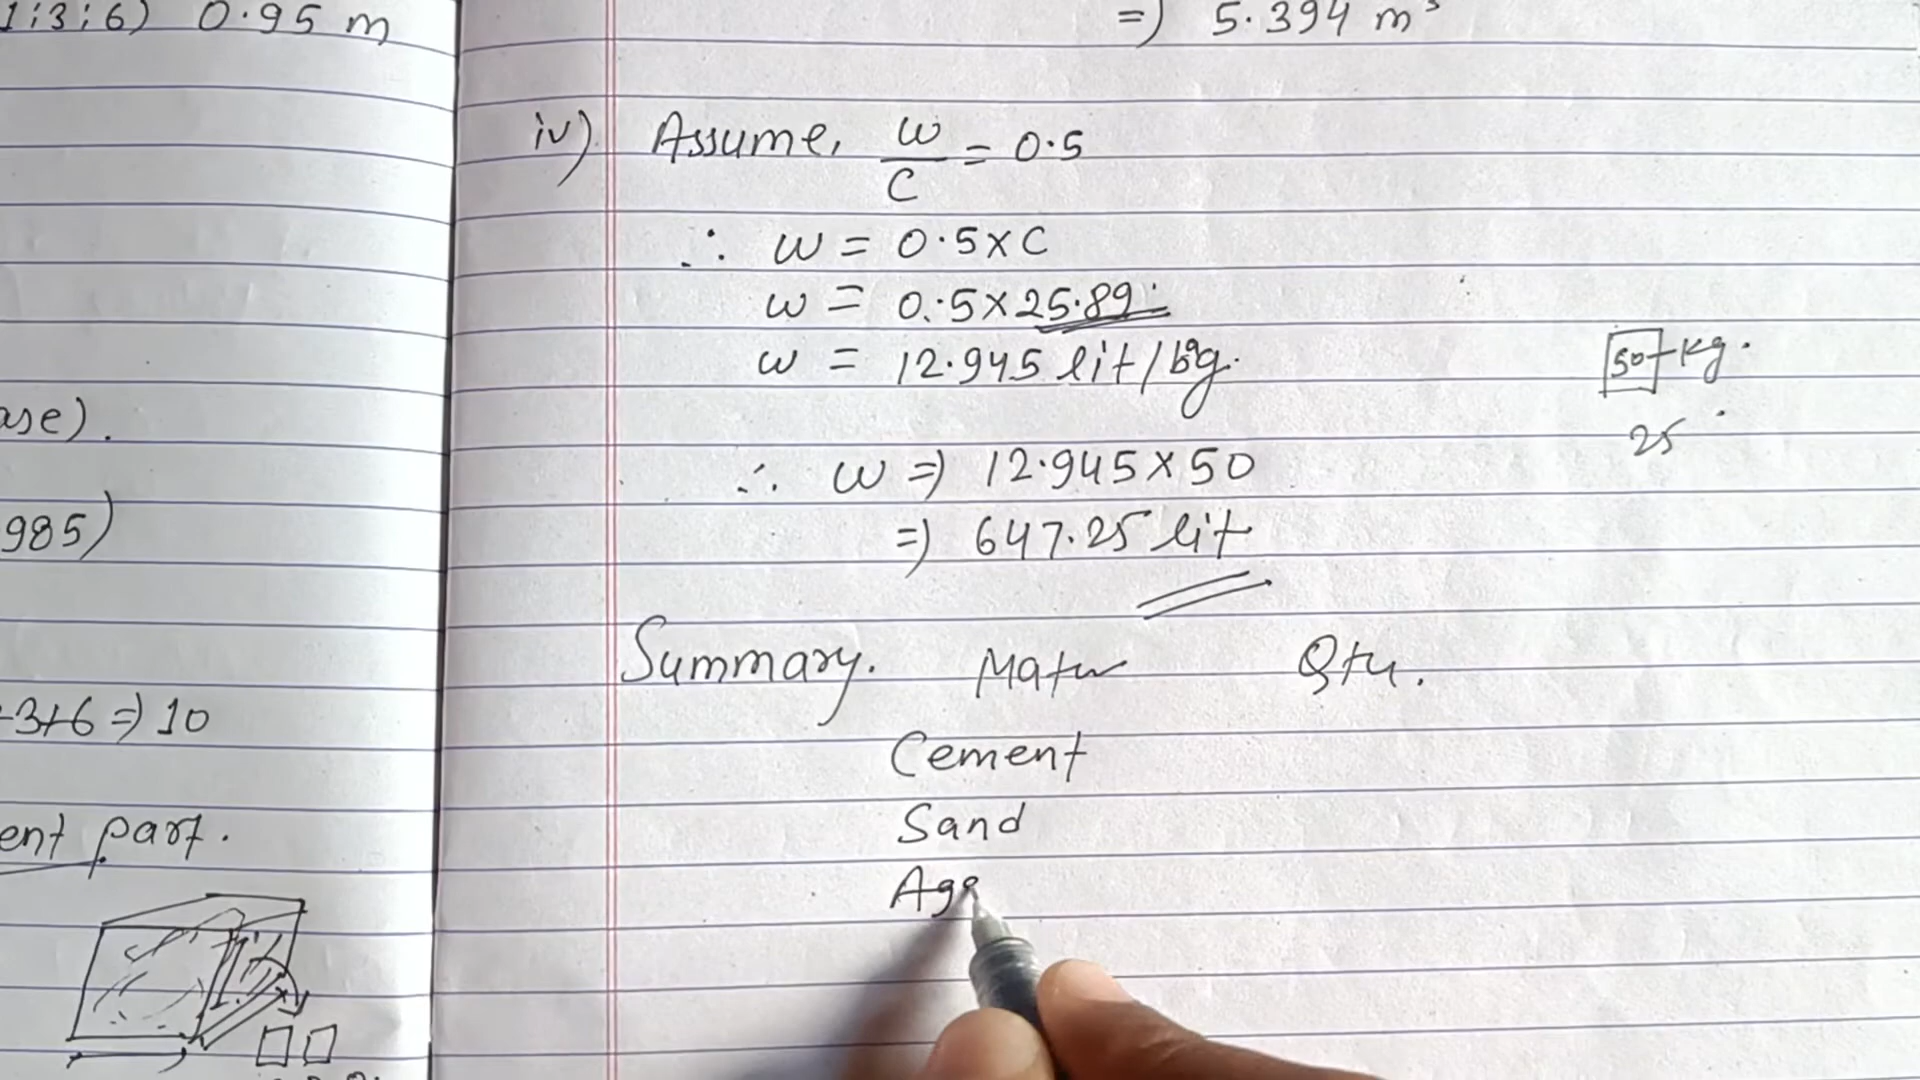 1:3:6) 0.95 m
ase).
985)
+3+6 => 10
ent part.
=> 5.394 m³
iv) Assume, w/c = 0.5
∴ w = 0.5×C
w = 0.5×25.89
w = 12.945 lit/bg.
50 kg.
25
∴ w => 12.945×50
=> 647.25 lit
Summary. Qty.
Cement
Sand
Agg